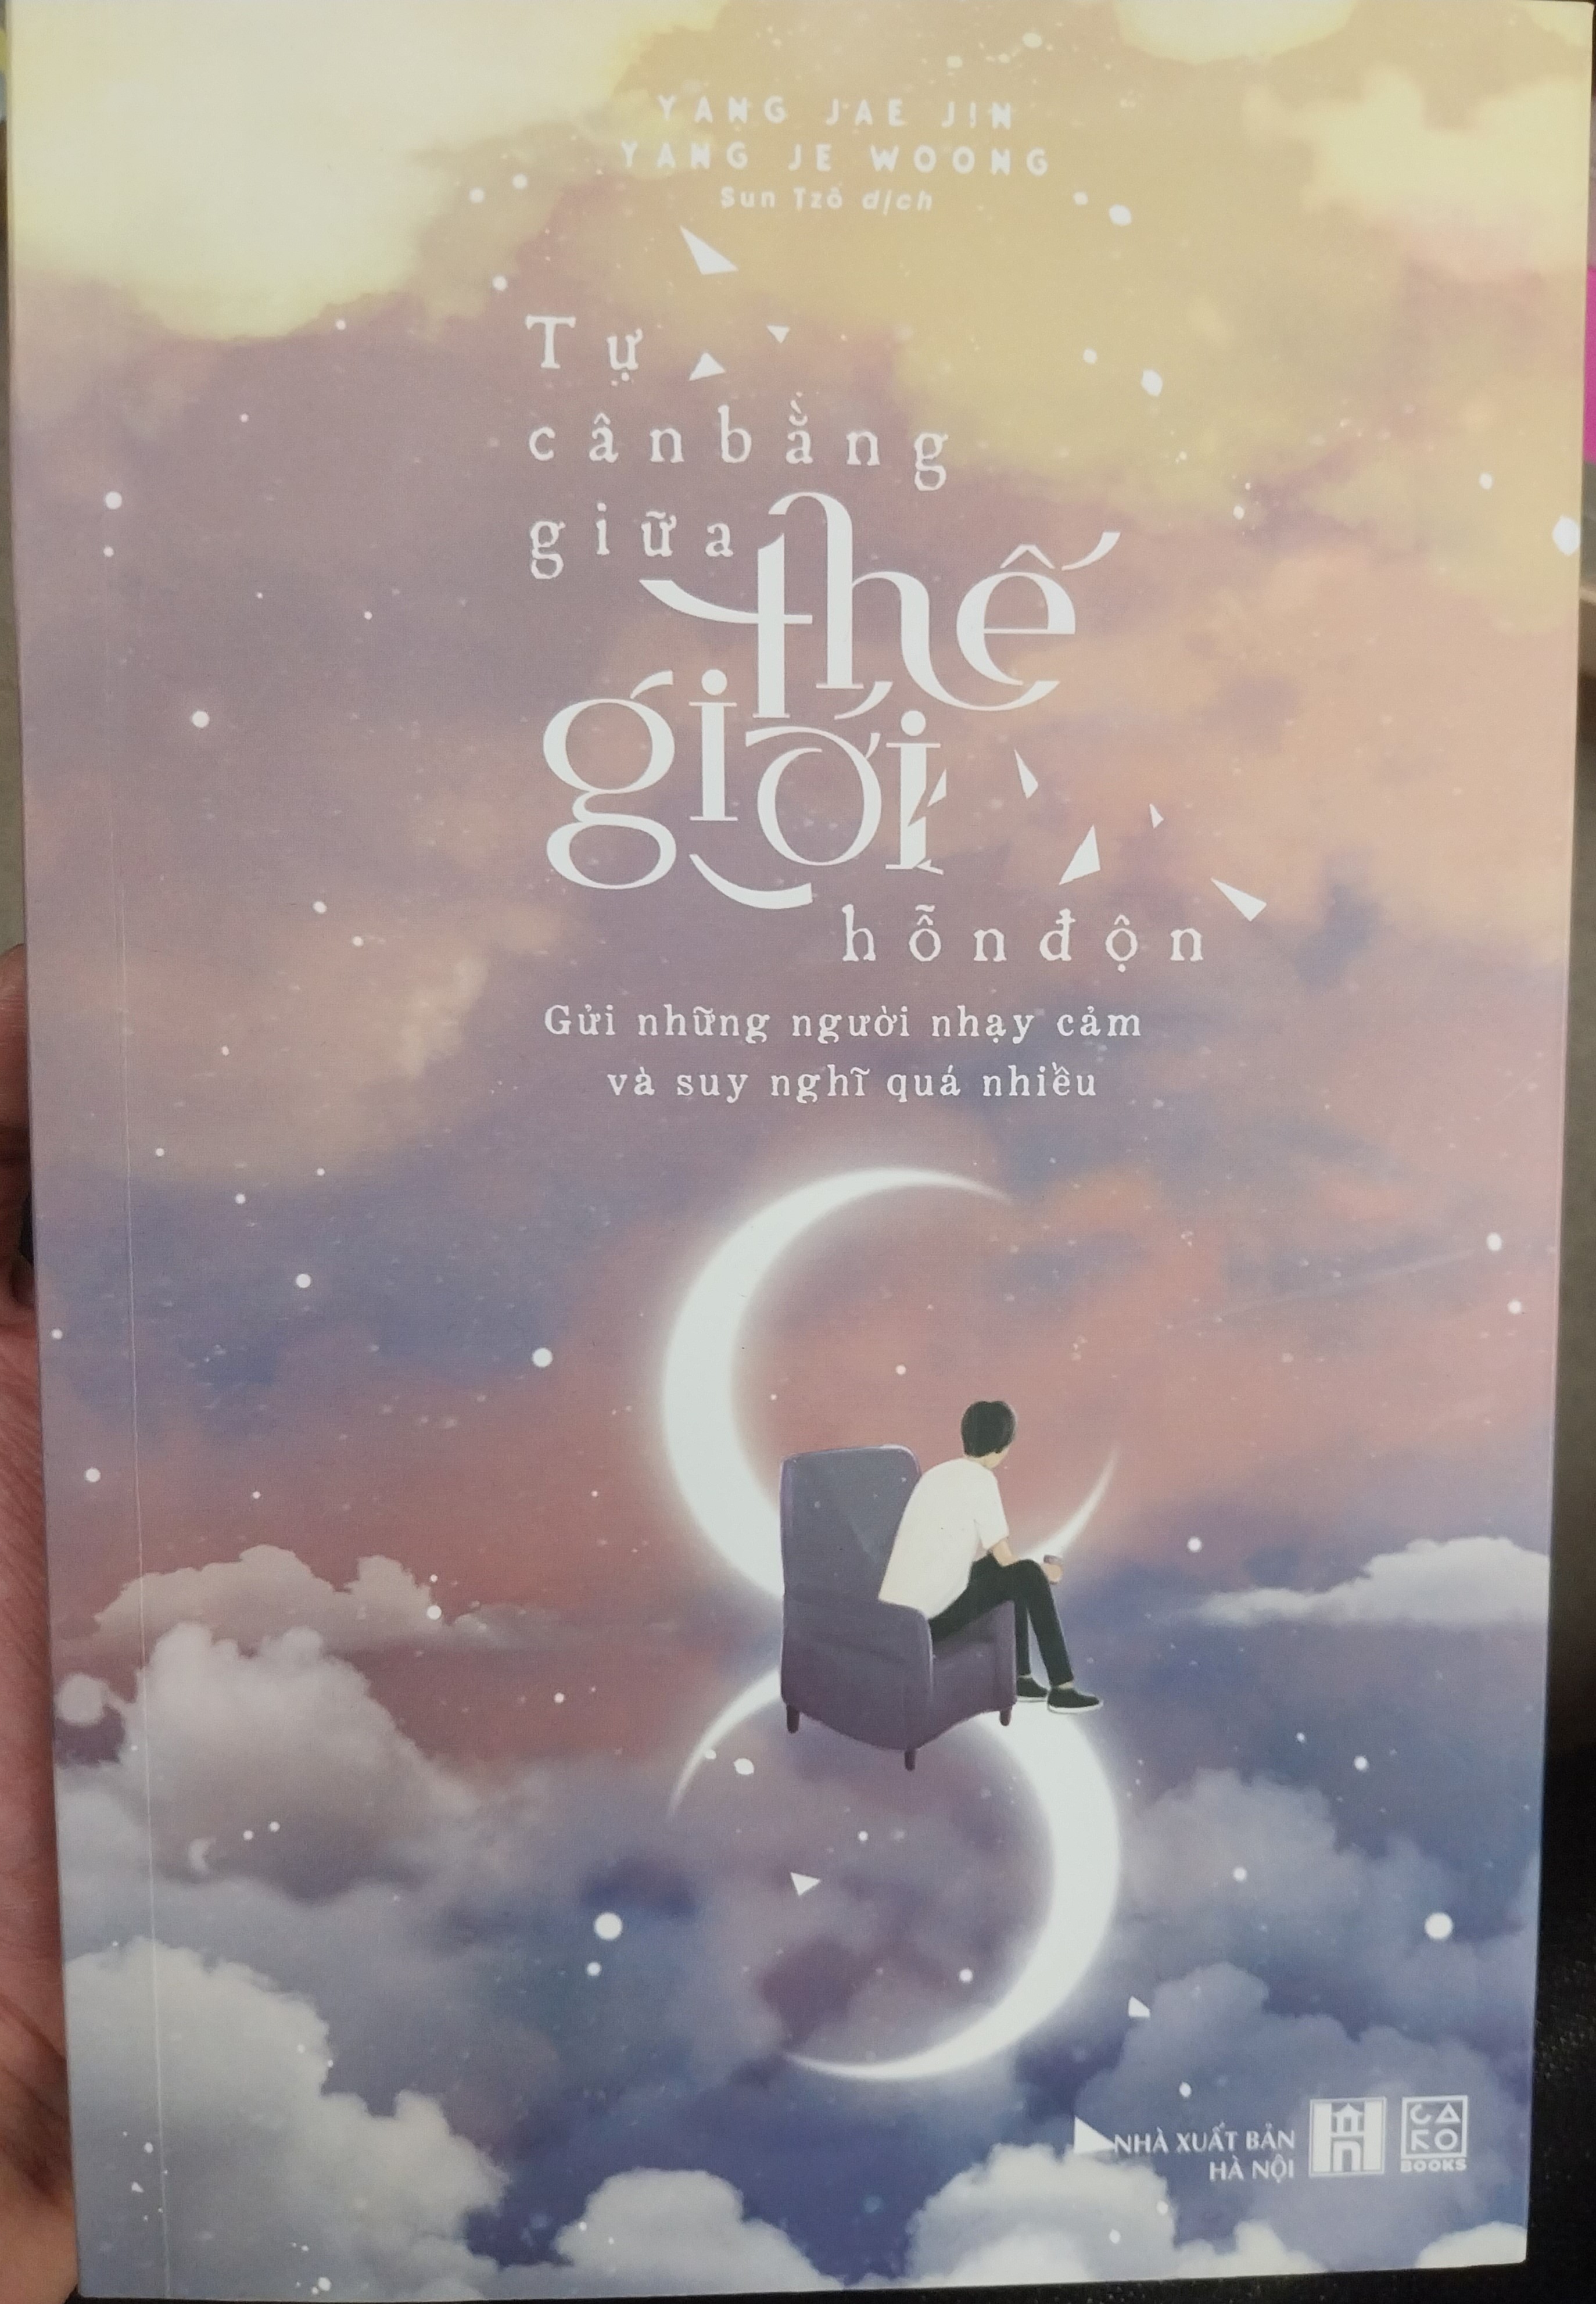 YANG JAE JIN
YANG JE WOONG
Sun Tzô dịch
Tự
cân bằng
giữa
thế
giới
hỗn độn
Gửi những người nhạy cảm
và suy nghĩ quá nhiều
NHÀ XUẤT BẢN
HÀ NỘI
CA
KO
BOOKS